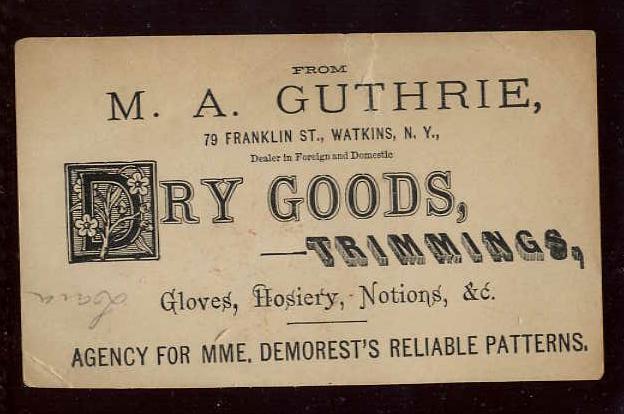 FROM
M. A. GUTHRIE,
79 FRANKLIN ST., WATKINS, N. Y.,
Dealer in Foreign and Domestic
DRY GOODS,
—TRIMMINGS,
Gloves, Hosiery, Notions, &c.
AGENCY FOR MME. DEMOREST'S RELIABLE PATTERNS.